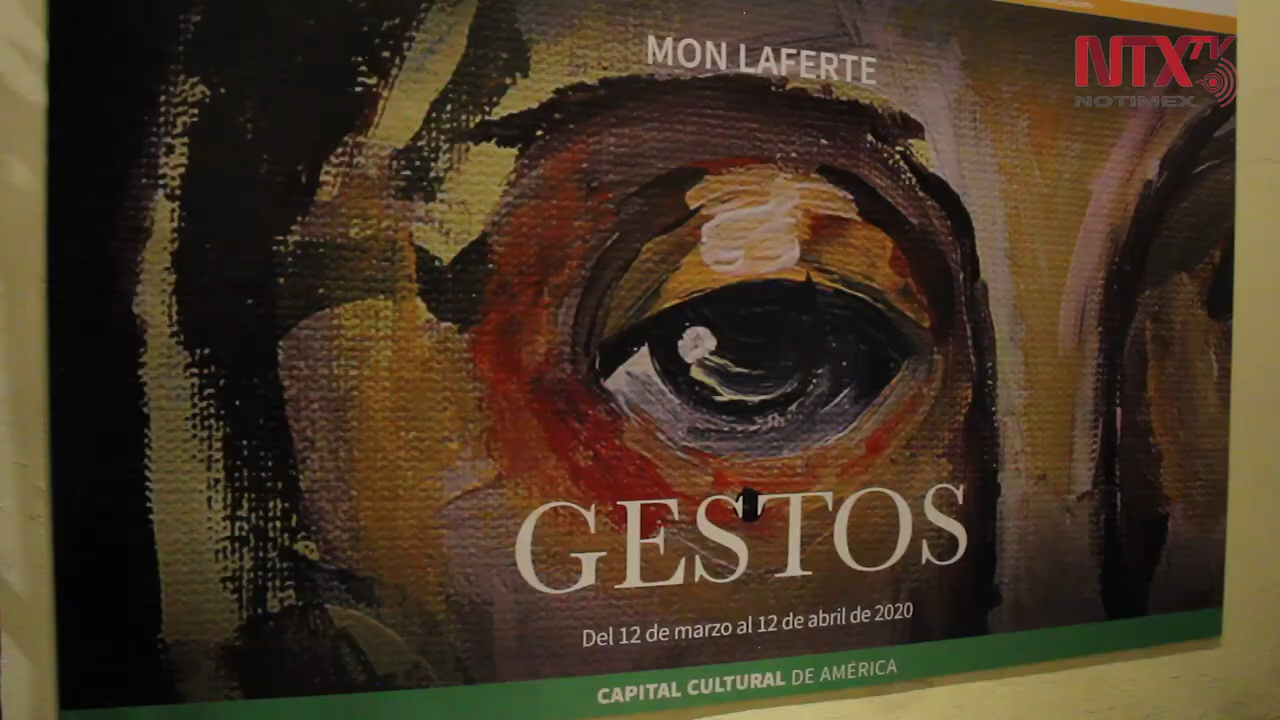 MON LAFERTE
NTX TV
NOTIMEX
GESTOS
Del 12 de marzo al 12 de abril de 2020
CAPITAL CULTURAL DE AMÉRICA